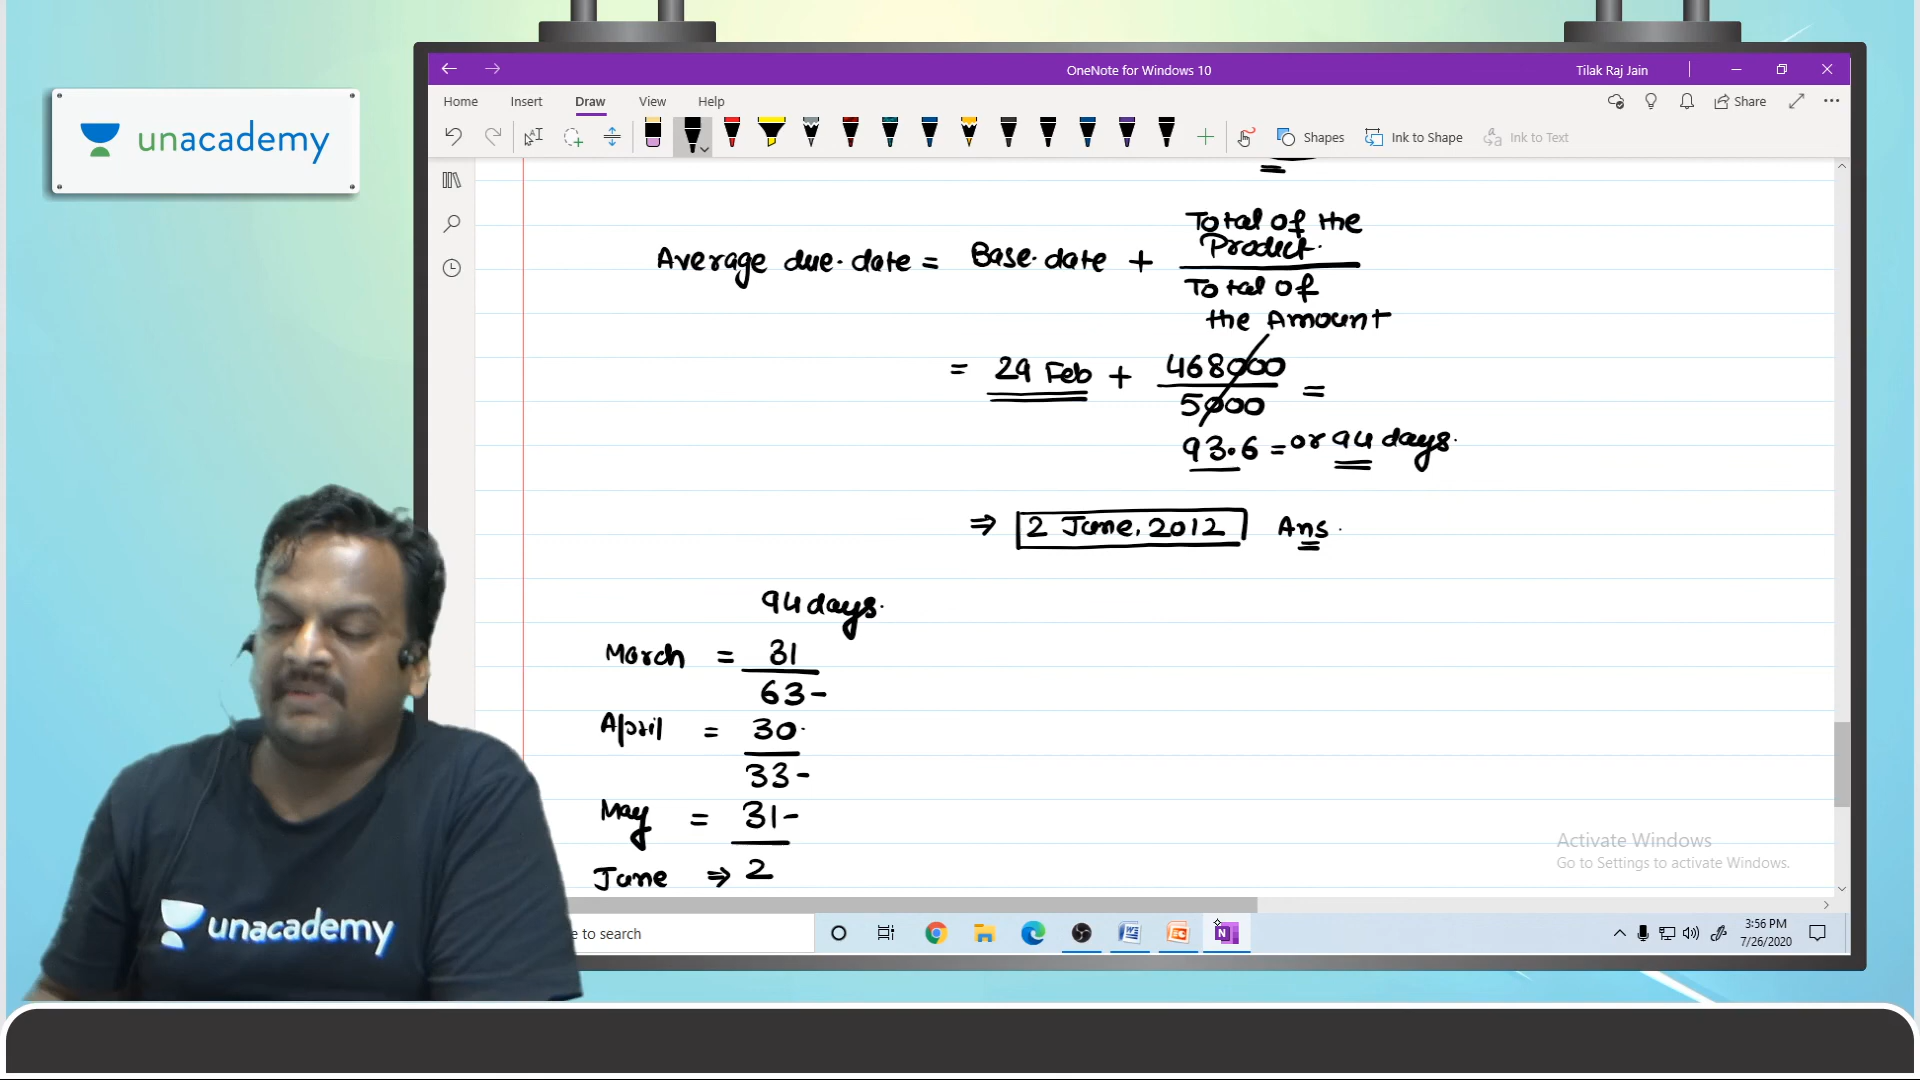 unacademy
OneNote for Windows 10
Tilak Raj Jain
Home Insert Draw View Help
Share
Shapes Ink to Shape Ink to Text
Total of the
Product.
Average due.date = Base.date +
Total of
the Amount
= 29 Feb + 468000 =
5000
93.6 = or 94 days.
⇒ 2 June, 2012 Ans.
94 days.
March = 31
63-
April = 30.
33-
May = 31-
June ⇒ 2
Activate Windows
Go to Settings to activate Windows.
e to search
3:56 PM
7/26/2020
unacademy